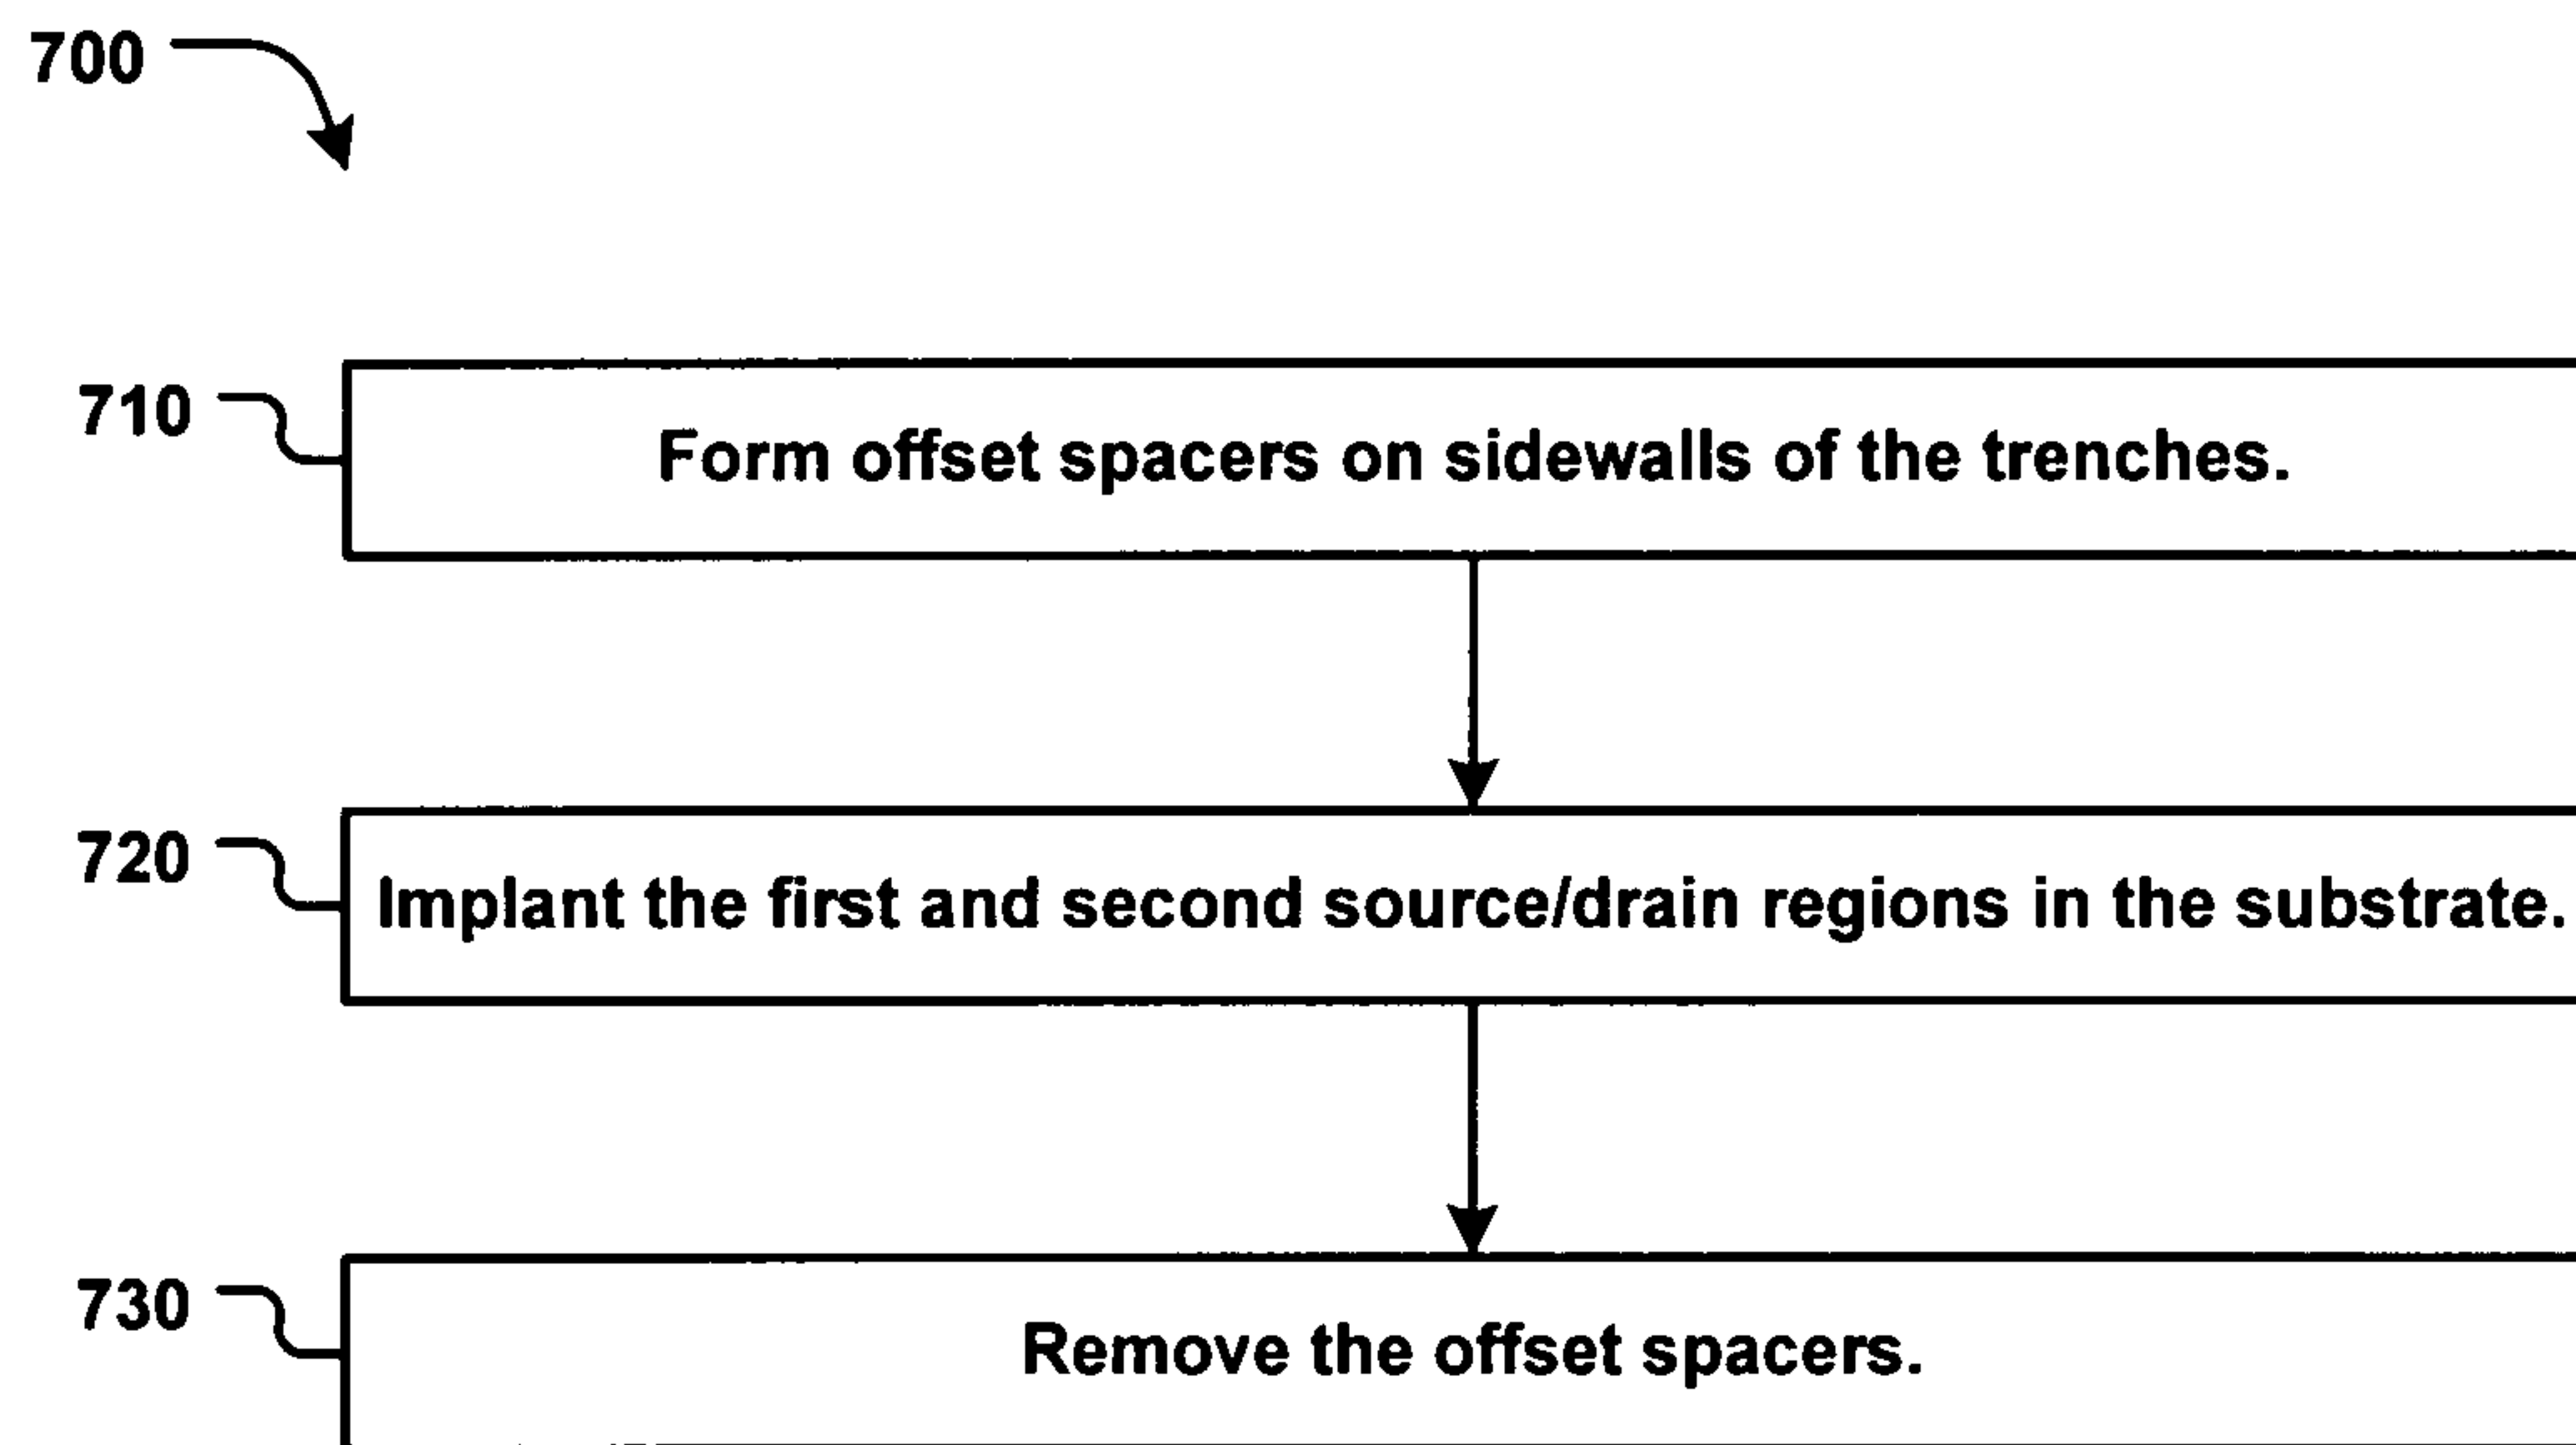 700
710
Form offset spacers on sidewalls of the trenches.
720
Implant the first and second source/drain regions in the substrate.
730
Remove the offset spacers.